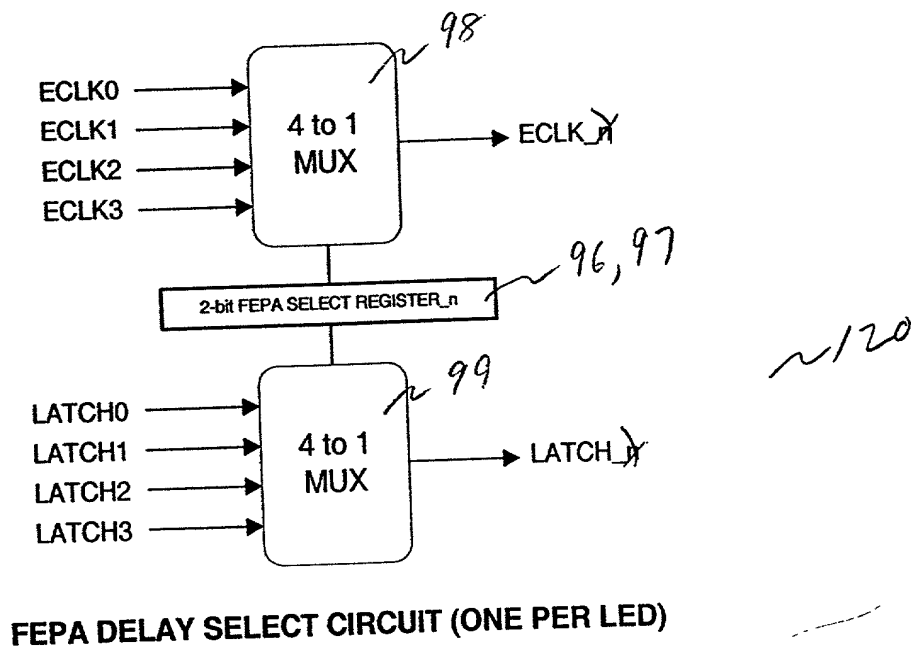 98
ECLK0
ECLK1
ECLK2
ECLK3
4 to 1
MUX
ECLK_n
96, 97
2-bit FEPA SELECT REGISTER_n
~120
99
LATCH0
LATCH1
LATCH2
LATCH3
4 to 1
MUX
LATCH_n
FEPA DELAY SELECT CIRCUIT (ONE PER LED)